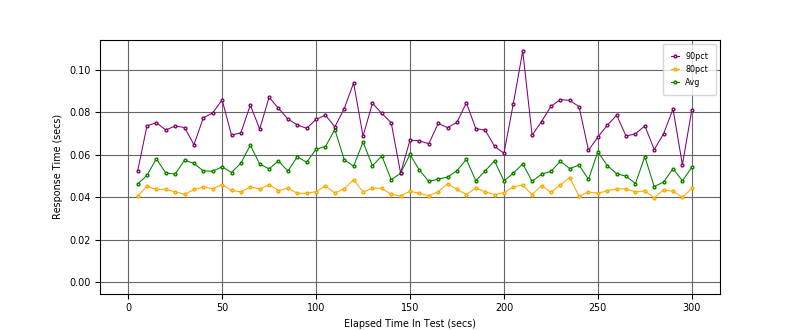 90pct
80pct
Avg
0.10
0.08
0.06
0.04
0.02
0.00
Response Time (secs)
0 50 100 150 200 250 300
Elapsed Time In Test (secs)